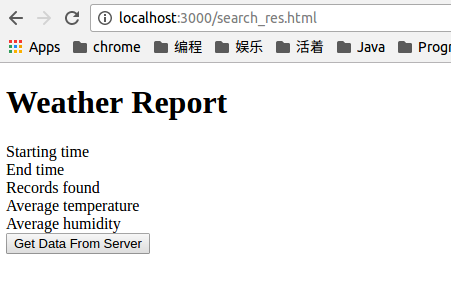 localhost:3000/search_res.html
Apps chrome 编程 娱乐 活着 Java Progr
Weather Report
Starting time
End time
Records found
Average temperature
Average humidity
Get Data From Server